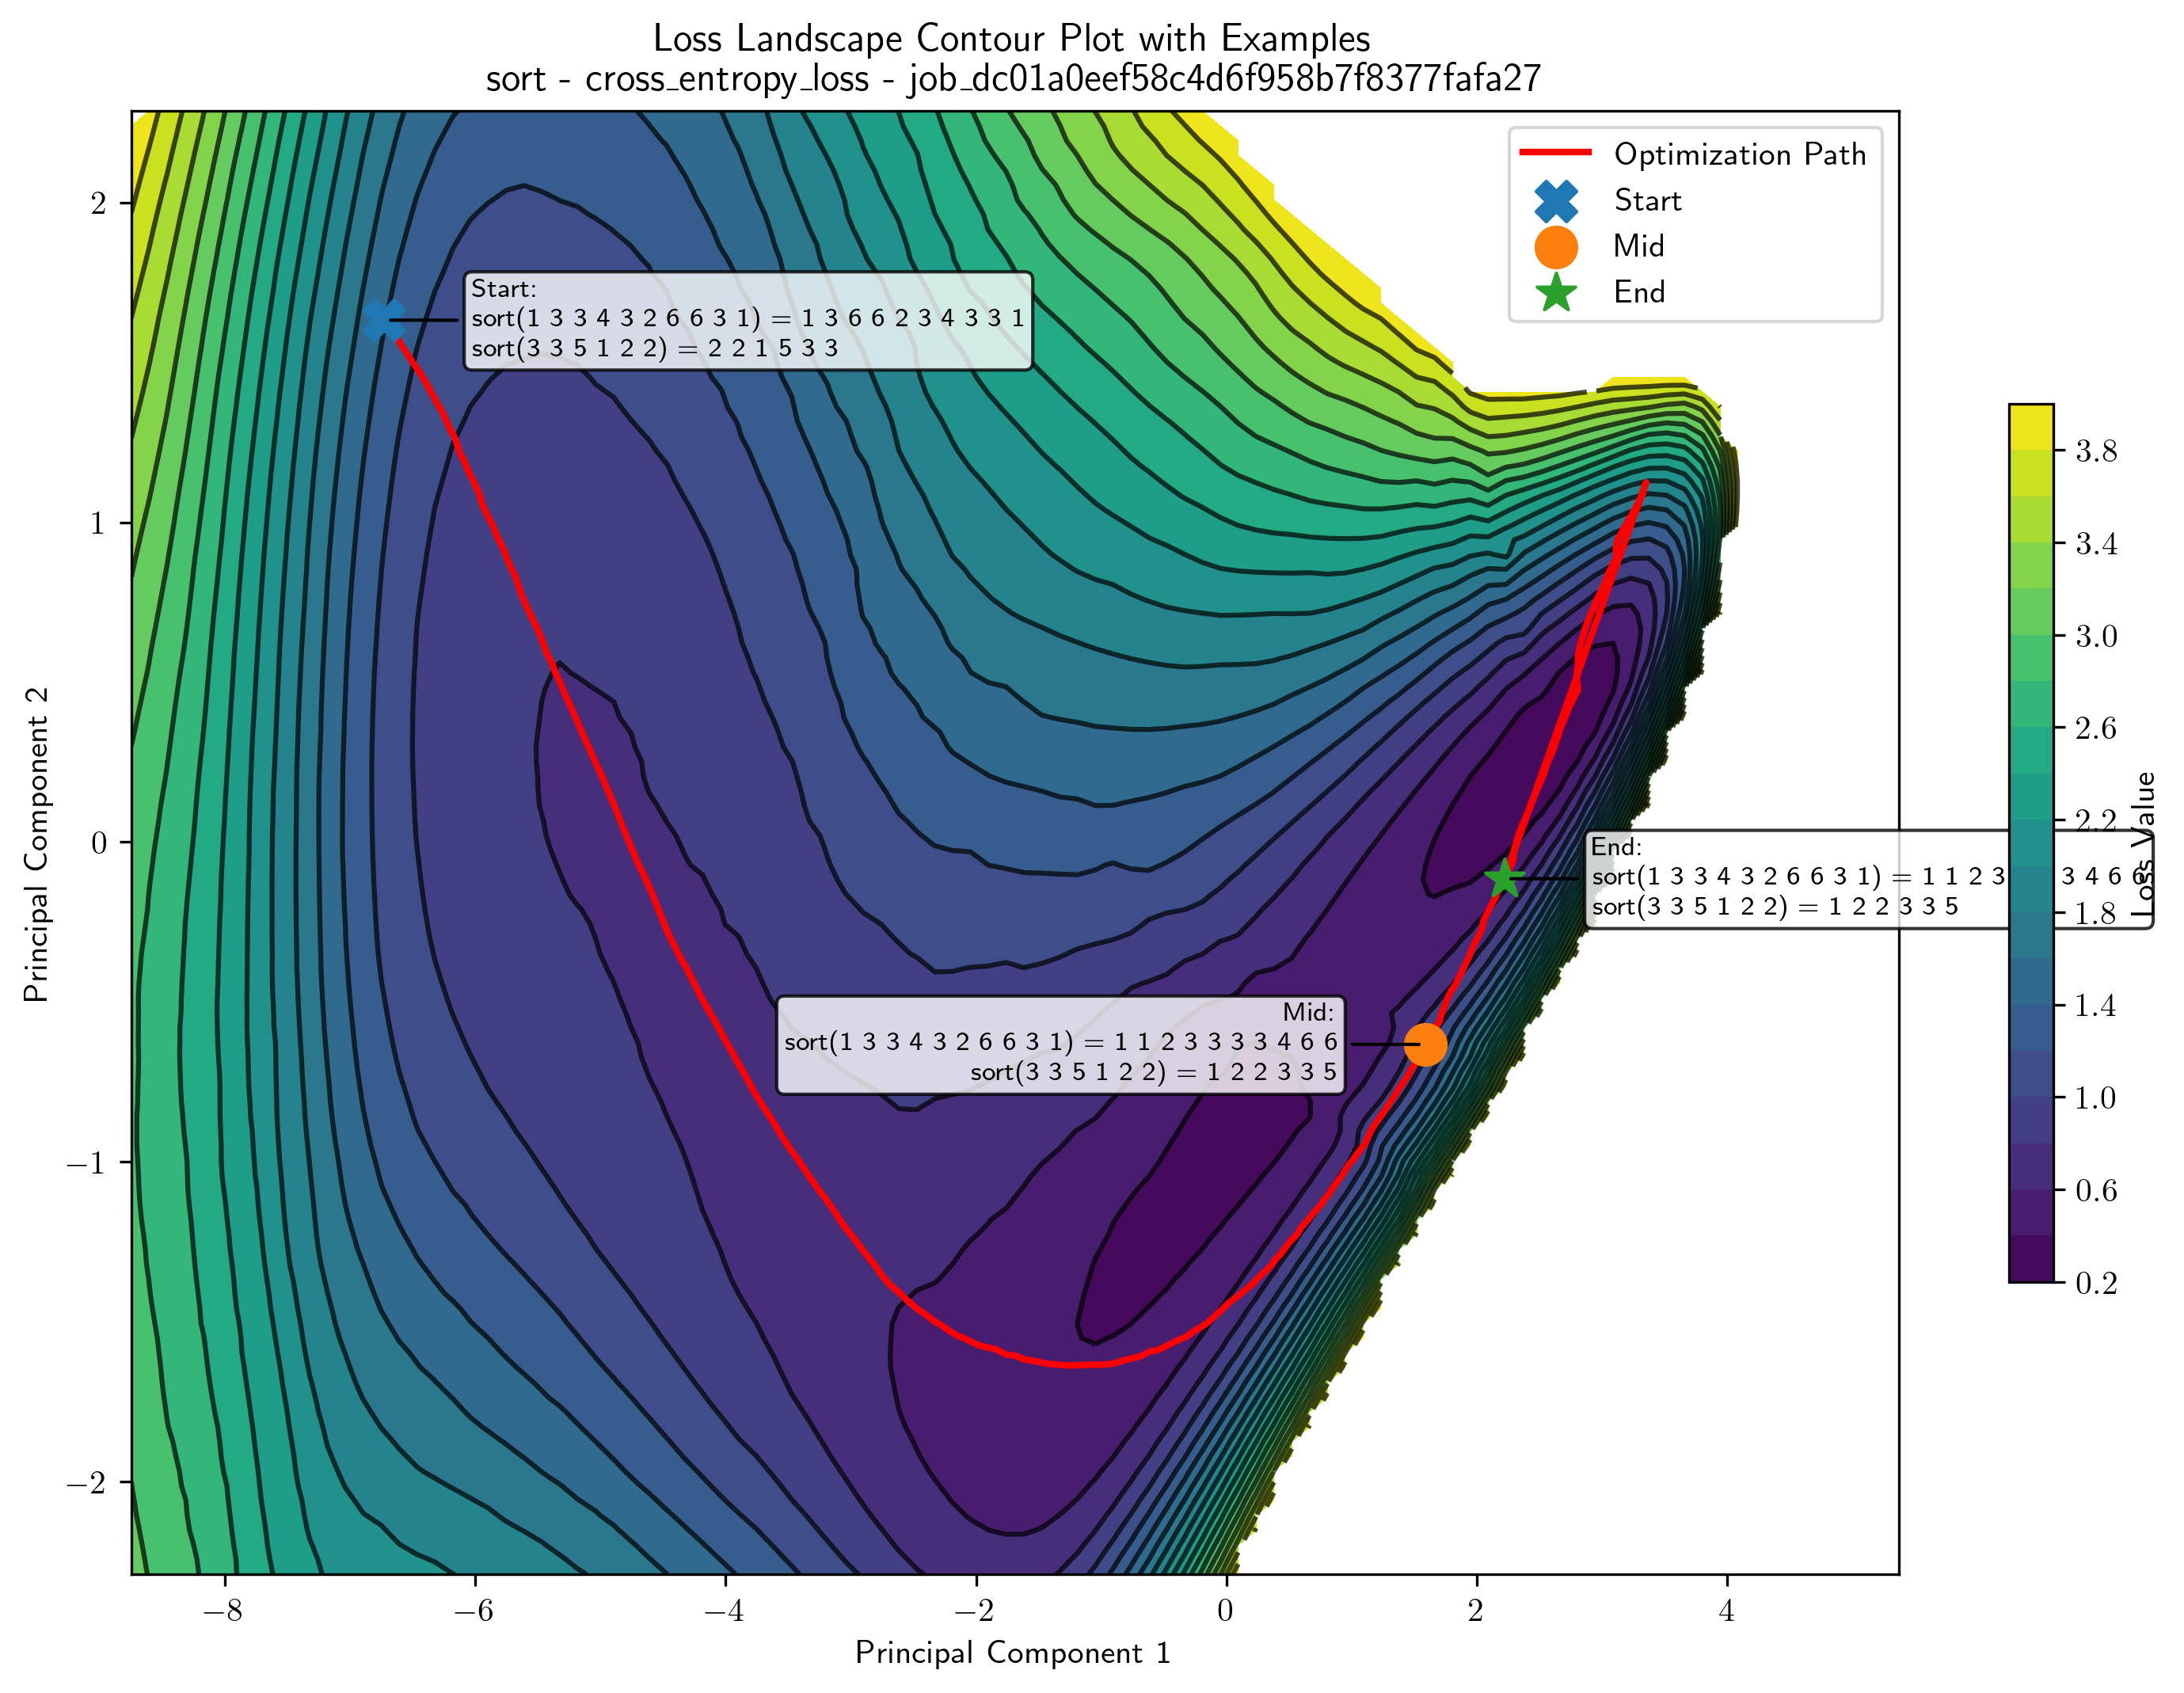 Loss Landscape Contour Plot with Examples
sort - cross_entropy_loss - job_dc01a0eef58c4d6f958b7f8377fafa27
Optimization Path
Start
Mid
End
Start:
sort(1 3 3 4 3 2 6 6 3 1) = 1 3 6 6 2 3 4 3 3 1
sort(3 3 5 1 2 2) = 2 2 1 5 3 3
End:
sort(1 3 3 4 3 2 6 6 3 1) = 1 1 2 3 3 4 6
sort(3 3 5 1 2 2) = 1 2 2 3 3 5
Mid:
sort(1 3 3 4 3 2 6 6 3 1) = 1 1 2 3 3 3 3 4 6 6
sort(3 3 5 1 2 2) = 1 2 2 3 3 5
2
1
0
−1
−2
Principal Component 2
−8
−6
−4
−2
0
2
4
Principal Component 1
3.8
3.4
3.0
2.6
2.2
1.8
1.4
1.0
0.6
0.2
Loss Value